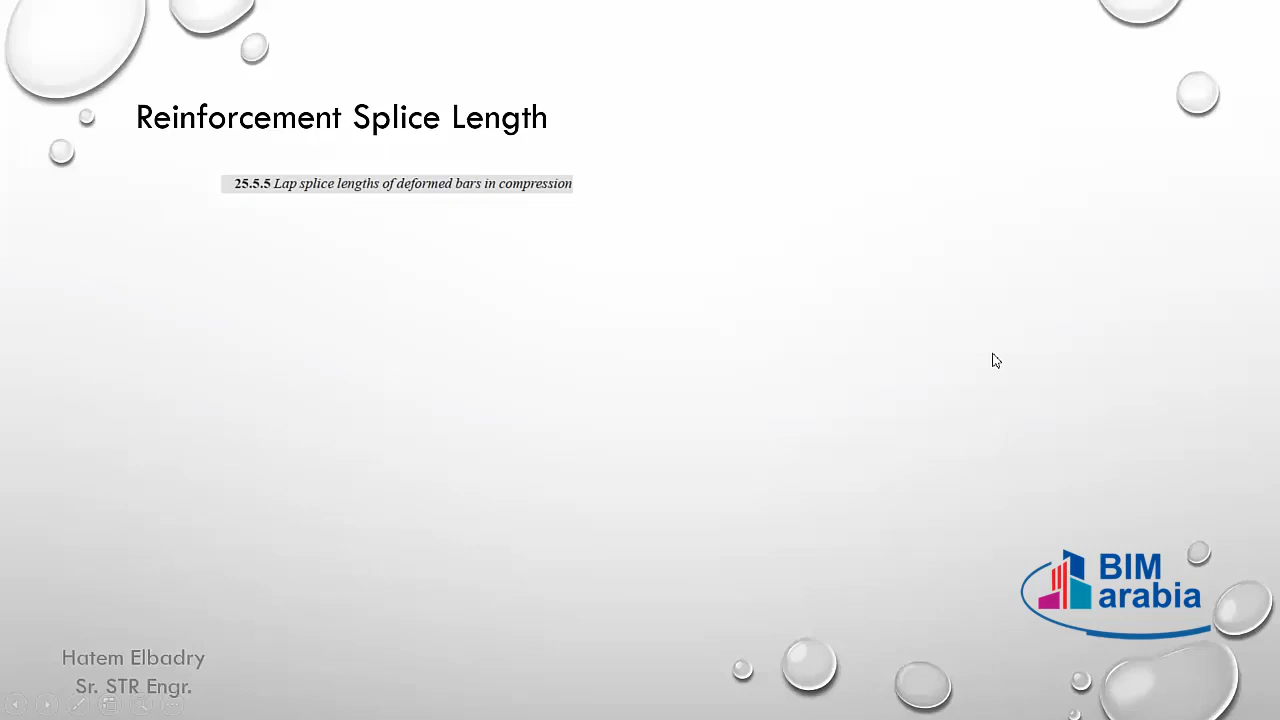 Reinforcement Splice Length
25.5.5 Lap splice lengths of deformed bars in compression
BIM
arabia
Hatem Elbadry
Sr. STR Engr.